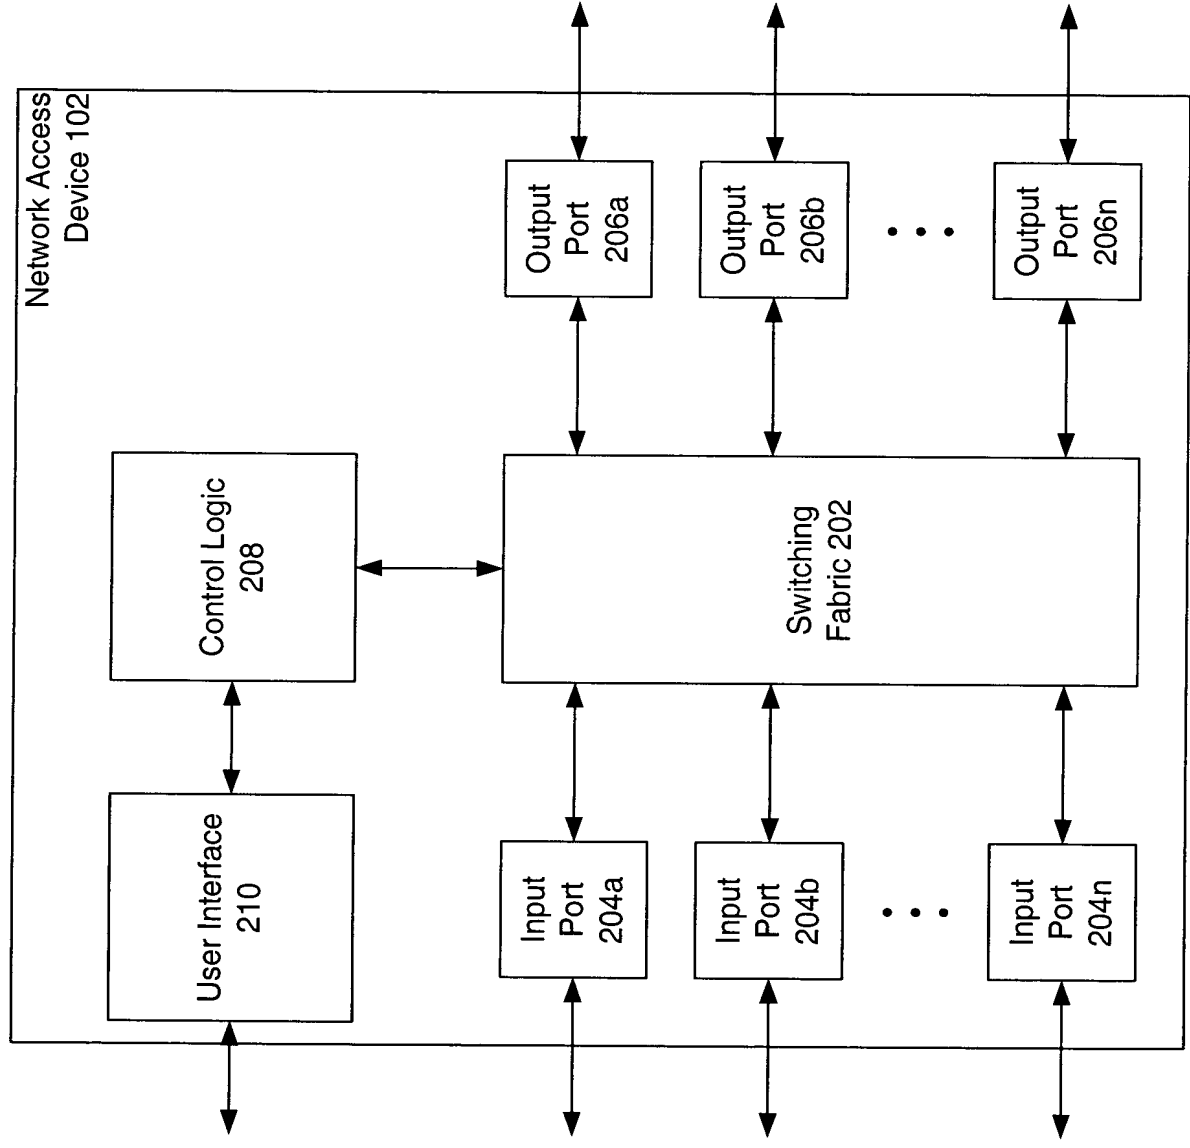 Network Access
Device 102
User Interface
210
Control Logic
208
Input
Port
204a
Switching
Fabric 202
Output
Port
206a
Input
Port
204b
Output
Port
206b
Input
Port
204n
Output
Port
206n